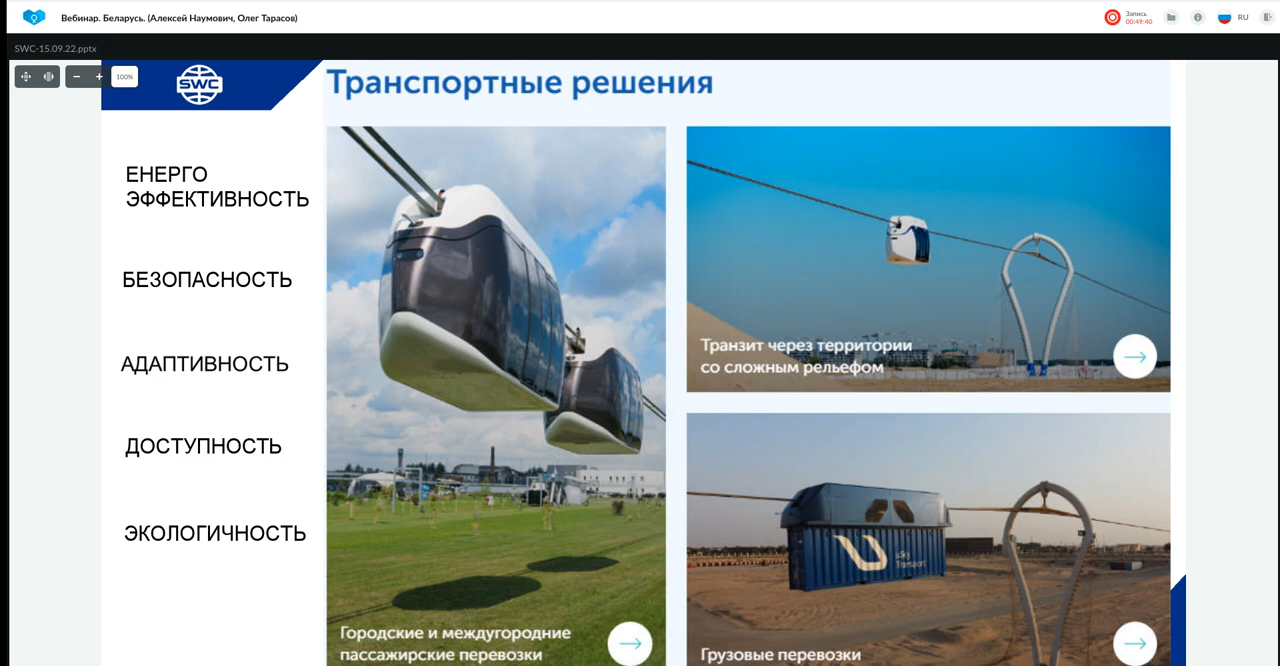 Вебинар. Беларусь. (Алексей Наумович, Олег Тарасов)
Запись
00:49:40
RU
SWC-15.09.22.pptx
100%
SWC
Транспортные решения
ЕНЕРГО
ЭФФЕКТИВНОСТЬ
БЕЗОПАСНОСТЬ
АДАПТИВНОСТЬ
ДОСТУПНОСТЬ
ЭКОЛОГИЧНОСТЬ
Городские и междугородние
пассажирские перевозки
Транзит через территории
со сложным рельефом
uSky
Transport
Грузовые перевозки